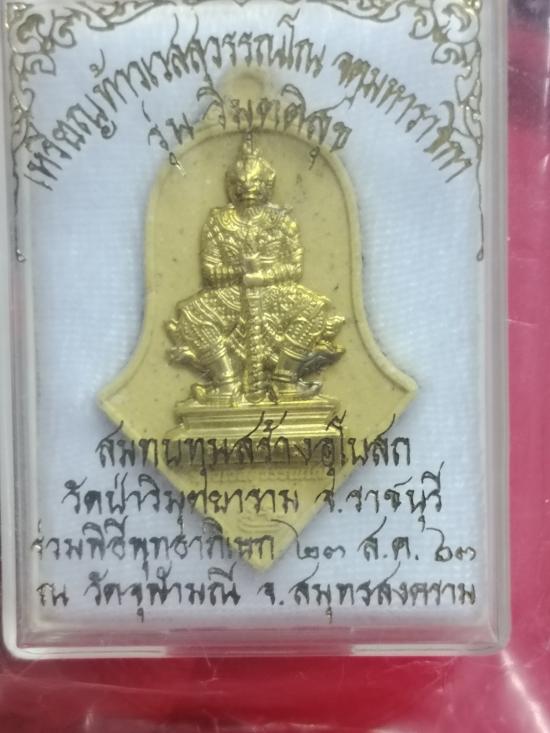 เหรียญท้าวเวสสุวรรณโณ จตุมหาราชิกา
รุ่น วิมุตติสุข
สมทบทุนสร้างอุโบสถ
วัดป่าวิมุตยาราม จ.ราชบุรี
ร่วมพิธีพุทธาภิเษก ๒๓ ส.ค. ๖๓
ณ วัดจุฬามณี จ.สมุทรสงคราม